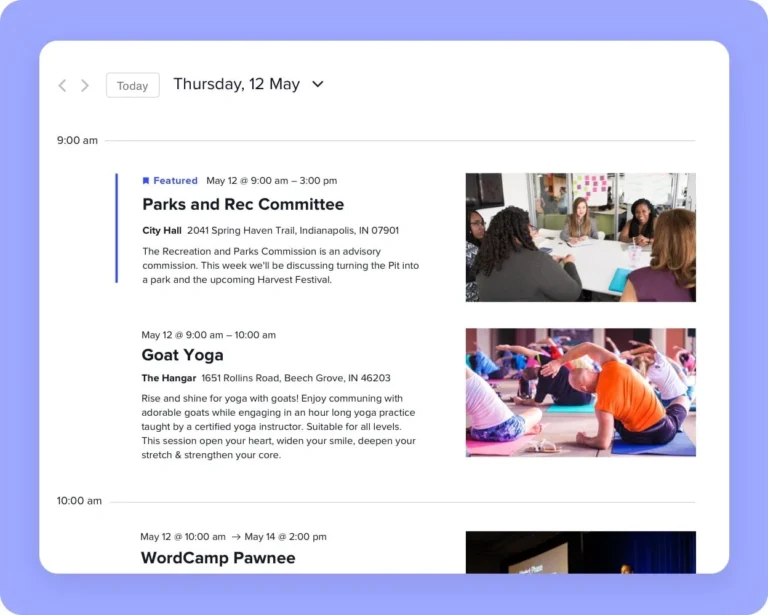 Today Thursday, 12 May
9:00 am
Featured May 12 @ 9:00 am – 3:00 pm
Parks and Rec Committee
City Hall 2041 Spring Haven Trail, Indianapolis, IN 07901
The Recreation and Parks Commission is an advisory
commission. This week we'll be discussing turning the Pit into
a park and the upcoming Harvest Festival.
May 12 @ 9:00 am – 10:00 am
Goat Yoga
The Hangar 1651 Rollins Road, Beech Grove, IN 46203
Rise and shine for yoga with goats! Enjoy communing with
adorable goats while engaging in an hour long yoga practice
taught by a certified yoga instructor. Suitable for all levels.
This session open your heart, widen your smile, deepen your
stretch & strengthen your core.
10:00 am
May 12 @ 10:00 am → May 14 @ 2:00 pm
WordCamp Pawnee